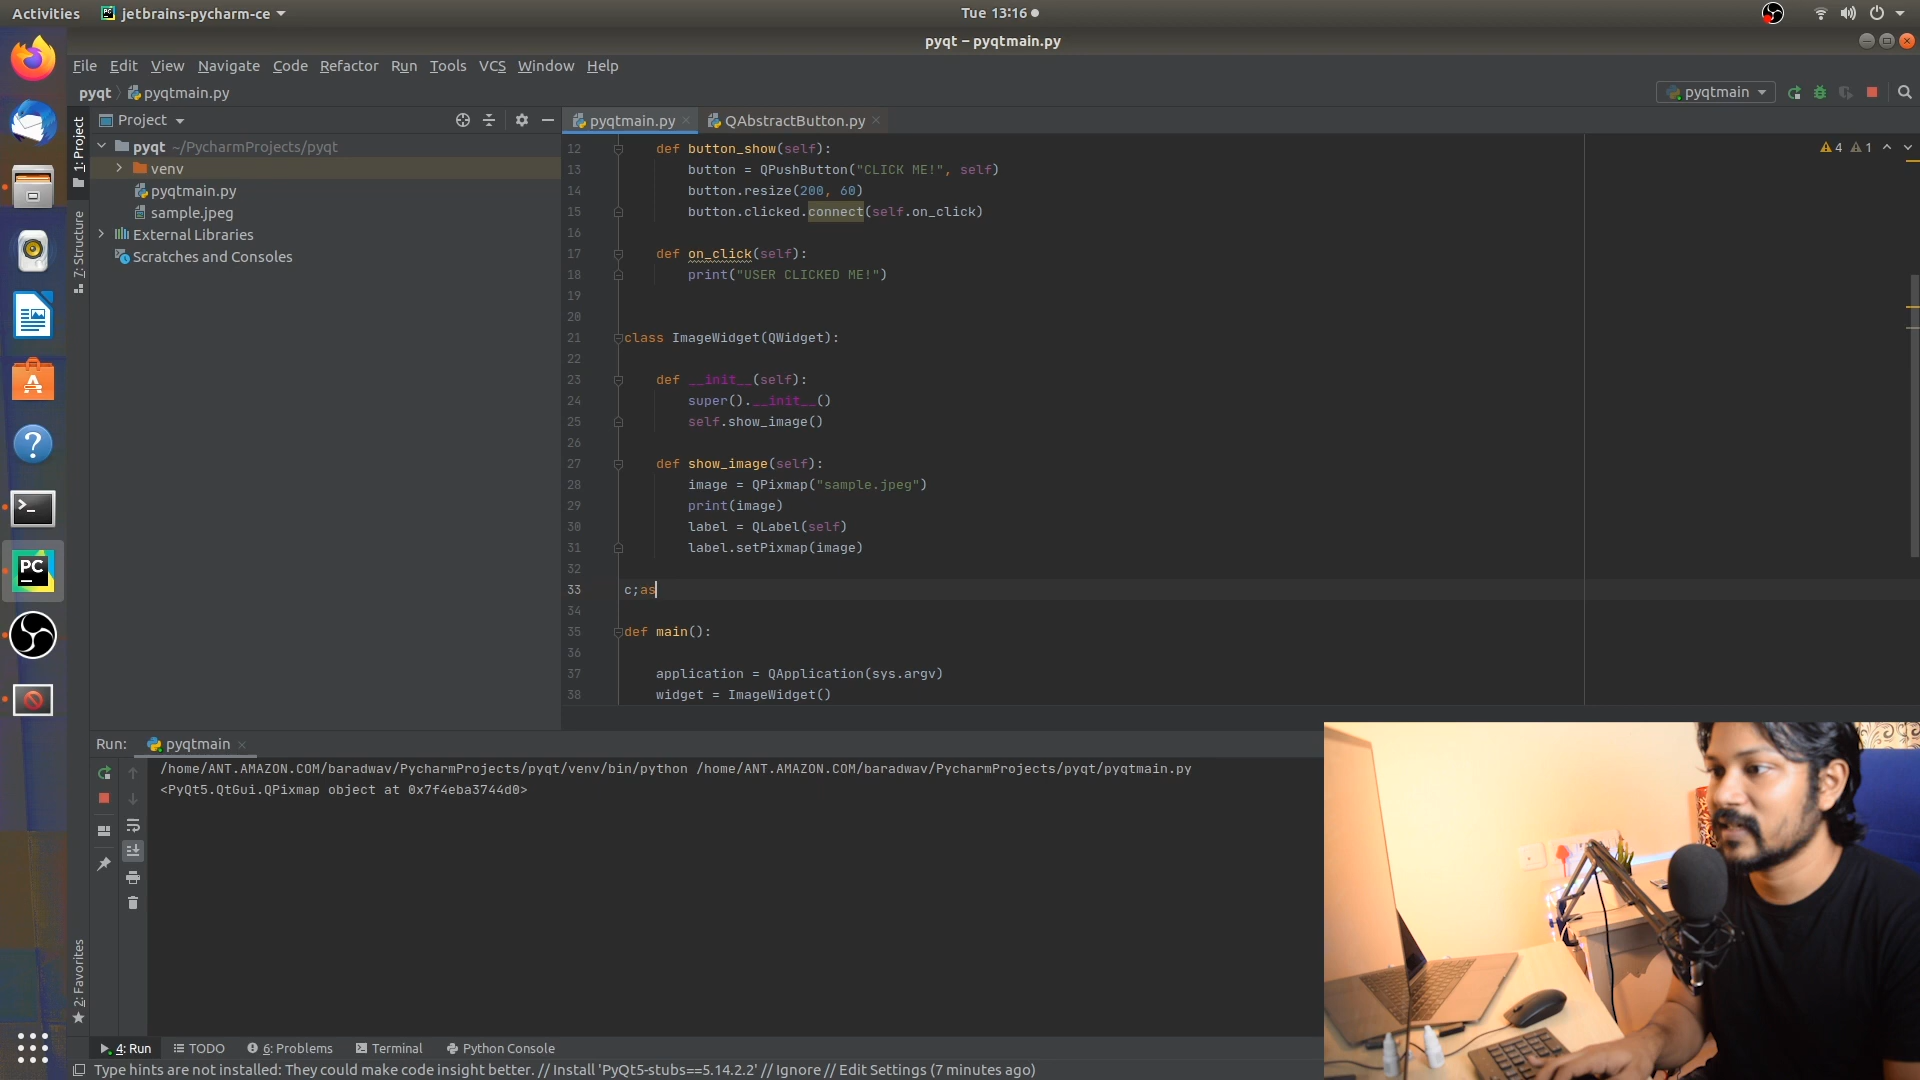 Activities jetbrains-pycharm-ce Tue 13:16
pyqt – pyqtmain.py
File Edit View Navigate Code Refactor Run Tools VCS Window Help
pyqt pyqtmain.py pyqtmain
Project pyqtmain.py QAbstractButton.py
1: Project
7: Structure
2: Favorites
pyqt ~/PycharmProjects/pyqt
venv
pyqtmain.py
sample.jpeg
External Libraries
Scratches and Consoles
4 1
12 def button_show(self):
13 button = QPushButton("CLICK ME!", self)
14 button.resize(200, 60)
15 button.clicked.connect(self.on_click)
16
17 def on_click(self):
18 print("USER CLICKED ME!")
19
20
21 class ImageWidget(QWidget):
22
23 def __init__(self):
24 super().__init__()
25 self.show_image()
26
27 def show_image(self):
28 image = QPixmap("sample.jpeg")
29 print(image)
30 label = QLabel(self)
31 label.setPixmap(image)
32
33 c;as
34
35 def main():
36
37 application = QApplication(sys.argv)
38 widget = ImageWidget()
PC
Run: pyqtmain
/home/ANT.AMAZON.COM/baradwav/PycharmProjects/pyqt/venv/bin/python /home/ANT.AMAZON.COM/baradwav/PycharmProjects/pyqt/pyqtmain.py
<PyQt5.QtGui.QPixmap object at 0x7f4eba3744d0>
4: Run TODO 6: Problems Terminal Python Console
Type hints are not installed: They could make code insight better. // Install 'PyQt5-stubs==5.14.2.2' // Ignore // Edit Settings (7 minutes ago)